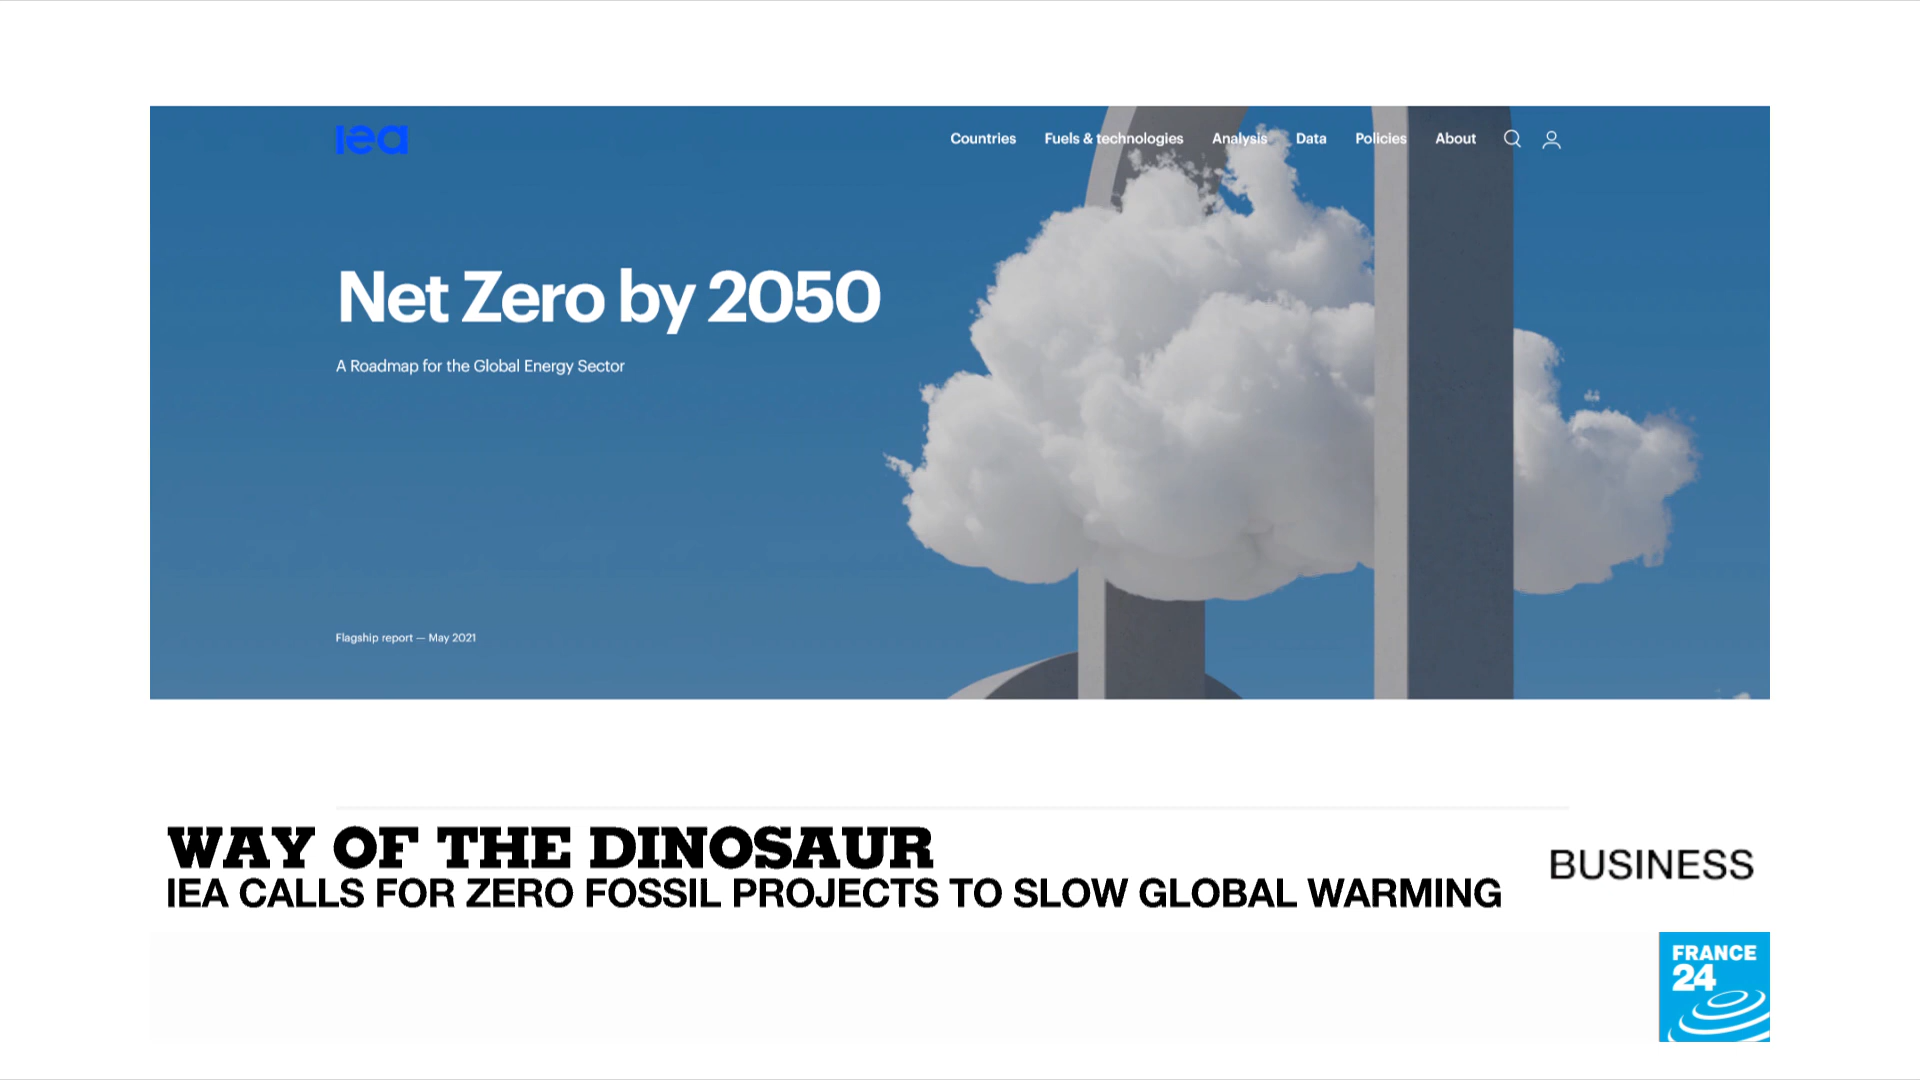 iea
Countries Fuels & technologies Analysis Data Policies About
Net Zero by 2050
A Roadmap for the Global Energy Sector
Flagship report — May 2021
WAY OF THE DINOSAUR
IEA CALLS FOR ZERO FOSSIL PROJECTS TO SLOW GLOBAL WARMING
BUSINESS
FRANCE
24